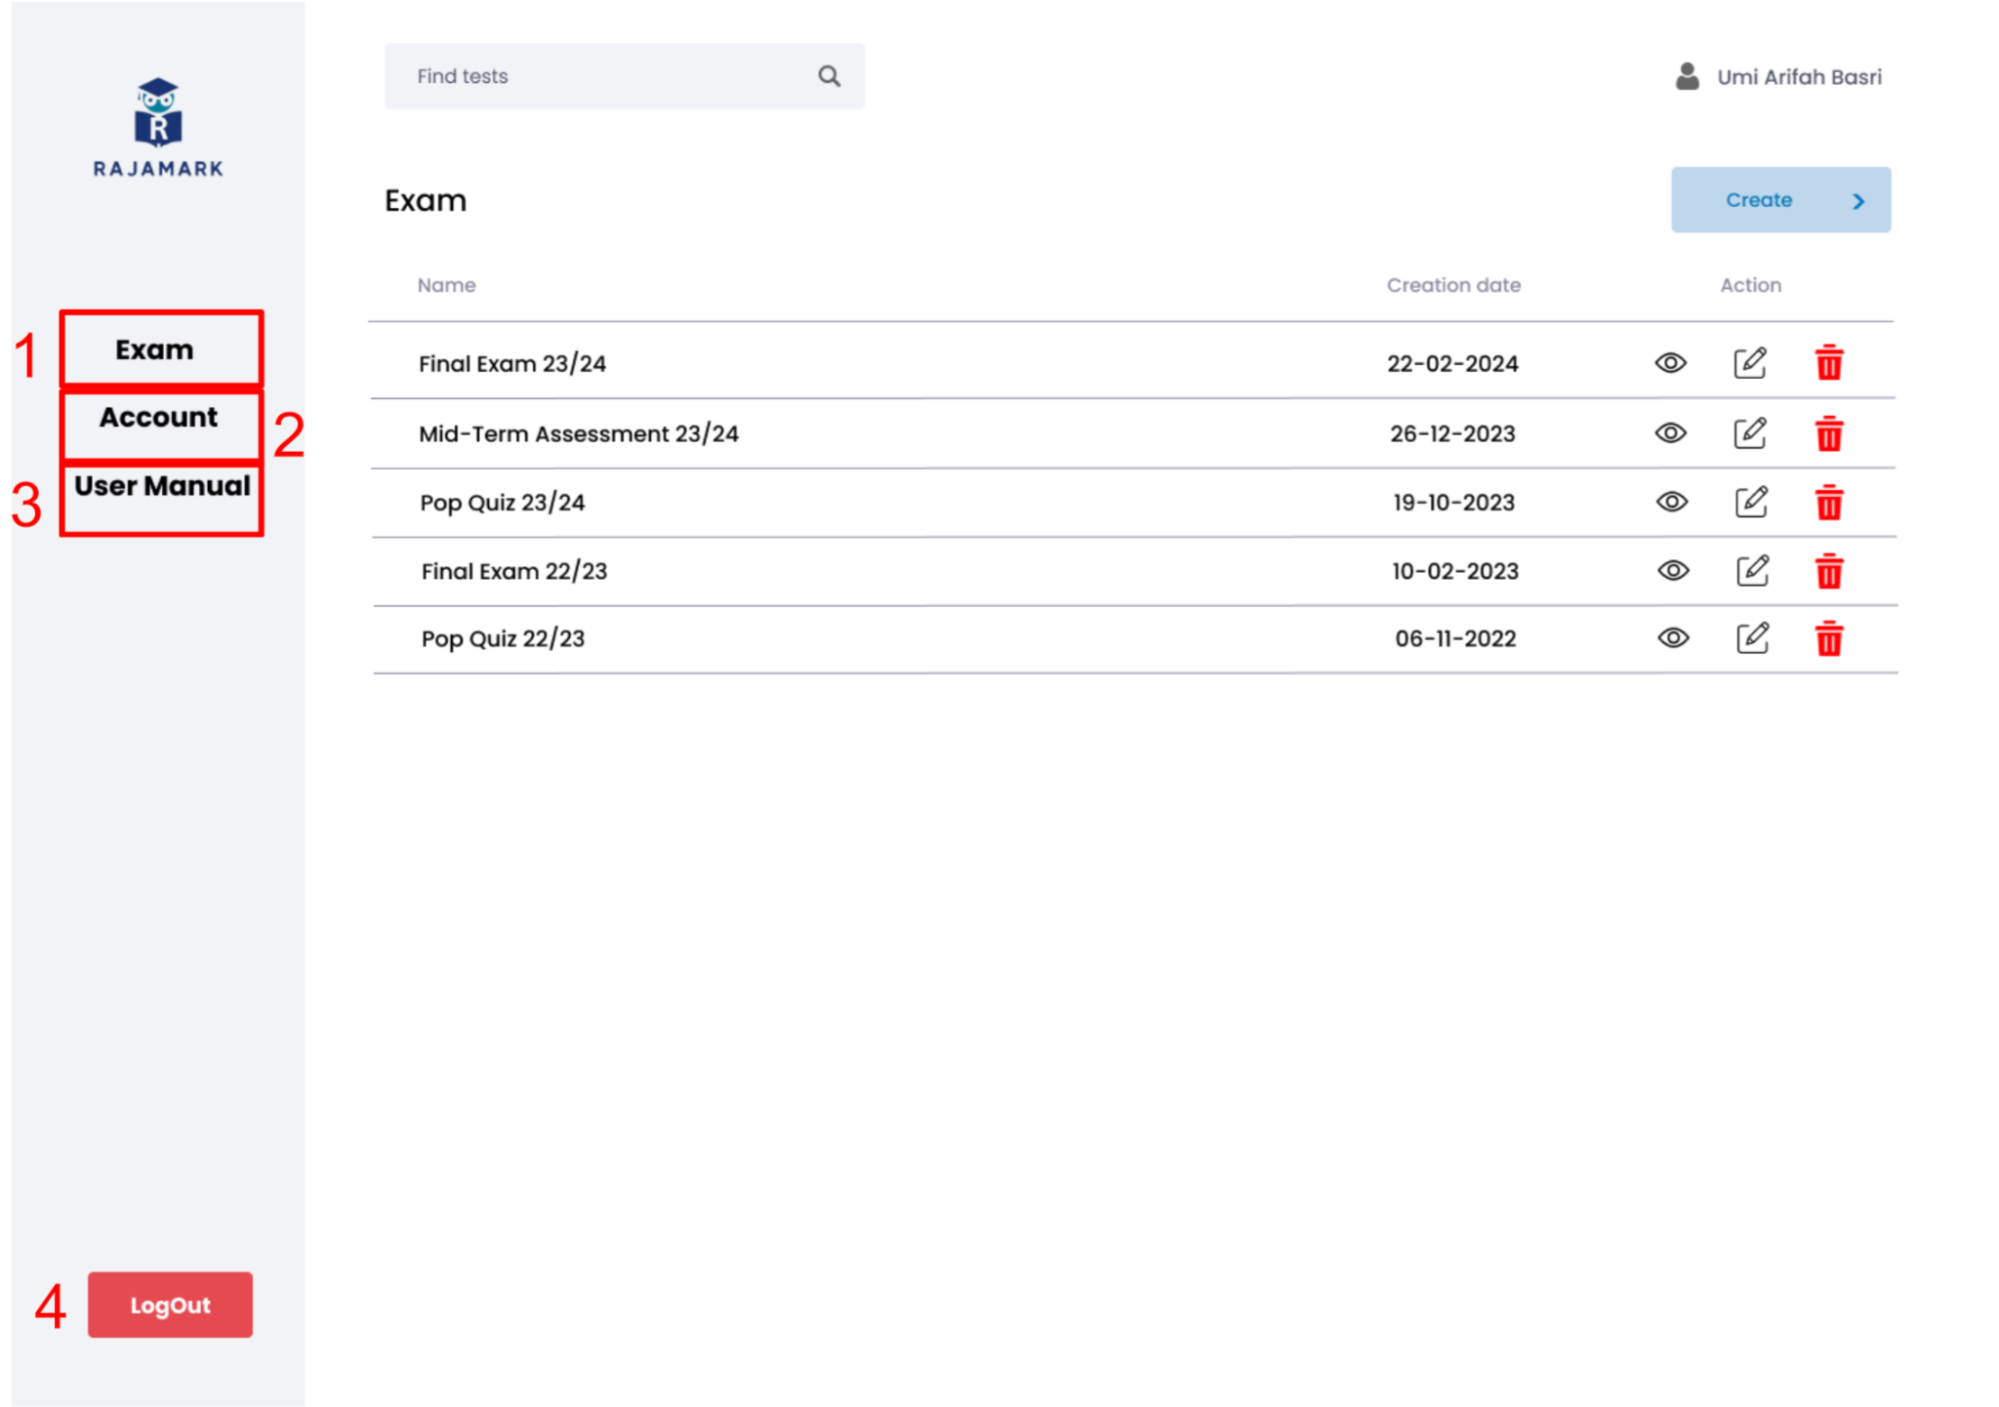 R
RAJAMARK
1 Exam
Account 2
3 User Manual
4 LogOut
Find tests
Umi Arifah Basri
Exam
Create
Name Creation date Action
Final Exam 23/24 22-02-2024
Mid-Term Assessment 23/24 26-12-2023
Pop Quiz 23/24 19-10-2023
Final Exam 22/23 10-02-2023
Pop Quiz 22/23 06-11-2022